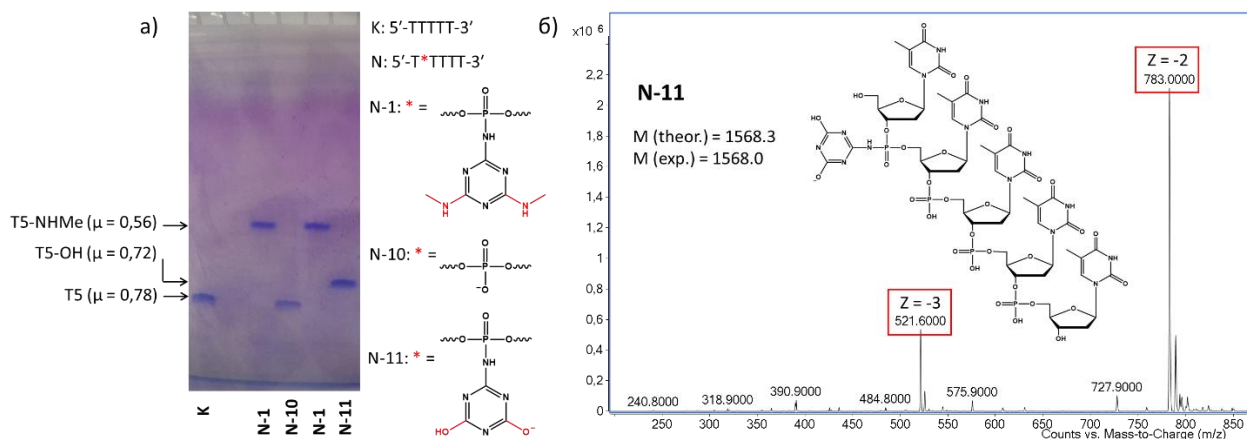 а)
K: 5′-TTTTT-3′
N: 5′-T*TTTT-3′
N-1: * =
O
O P O
NH
N N
N
N H
N H
N-10: * =
O
O P O
O⁻
N-11: * =
O
O P O
NH
N N
HO N O⁻
T5-NHMe (μ = 0,56)
T5-OH (μ = 0,72)
T5 (μ = 0,78)
K
N-1
N-10
N-1
N-11
б)
x10 6
2,2
2
1,8
1,6
1,4
1,2
1
0,8
0,6
0,4
0,2
0
N-11
M (theor.) = 1568.3
M (exp.) = 1568.0
Z = -2
783.0000
Z = -3
521.6000
240.8000
318.9000
390.9000
484.8000
575.9000
727.9000
250 300 350 400 450 500 550 600 650 700 750 800 850
Counts vs. Mass-to-Charge (m/z)